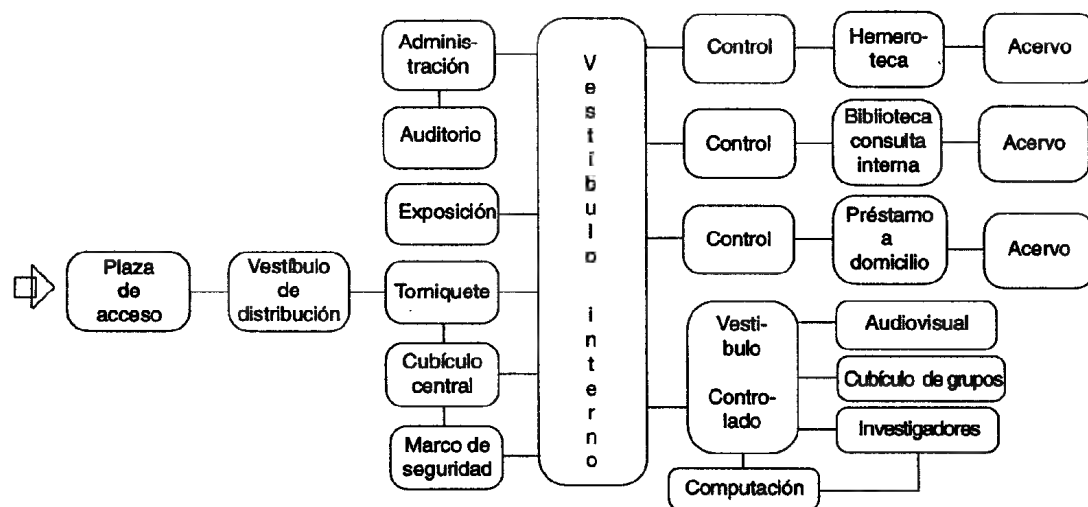 Adminis-
tración
Auditorio
Exposición
Plaza
de
acceso
Vestíbulo
de
distribución
Torniquete
Cubículo
central
Marco de
seguridad
Vestíbulo interno
Control
Hemero-
teca
Acervo
Control
Biblioteca
consulta
interna
Acervo
Control
Préstamo
a
domicilio
Acervo
Vesti-
bulo
Contro-
lado
Audiovisual
Cubículo de grupos
Investigadores
Computación